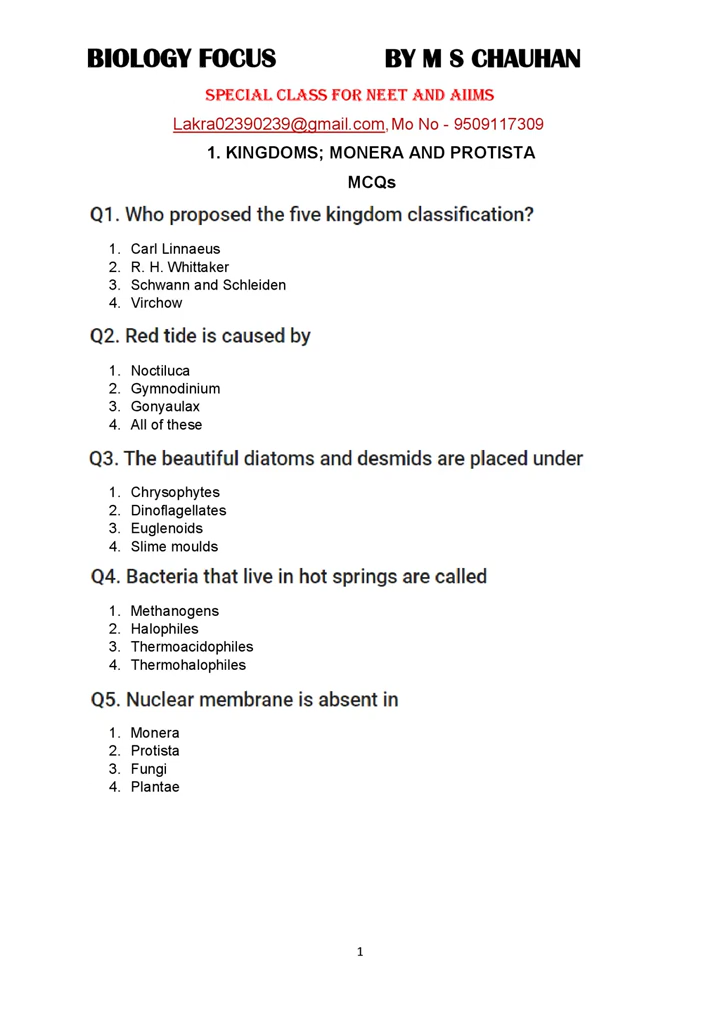 BIOLOGY FOCUS BY M S CHAUHAN
SPECIAL CLASS FOR NEET AND AIIMS
Lakra02390239@gmail.com, Mo No - 9509117309
1. KINGDOMS; MONERA AND PROTISTA
MCQs
Q1. Who proposed the five kingdom classification?
1. Carl Linnaeus
2. R. H. Whittaker
3. Schwann and Schleiden
4. Virchow
Q2. Red tide is caused by
1. Noctiluca
2. Gymnodinium
3. Gonyaulax
4. All of these
Q3. The beautiful diatoms and desmids are placed under
1. Chrysophytes
2. Dinoflagellates
3. Euglenoids
4. Slime moulds
Q4. Bacteria that live in hot springs are called
1. Methanogens
2. Halophiles
3. Thermoacidophiles
4. Thermohalophiles
Q5. Nuclear membrane is absent in
1. Monera
2. Protista
3. Fungi
4. Plantae
1